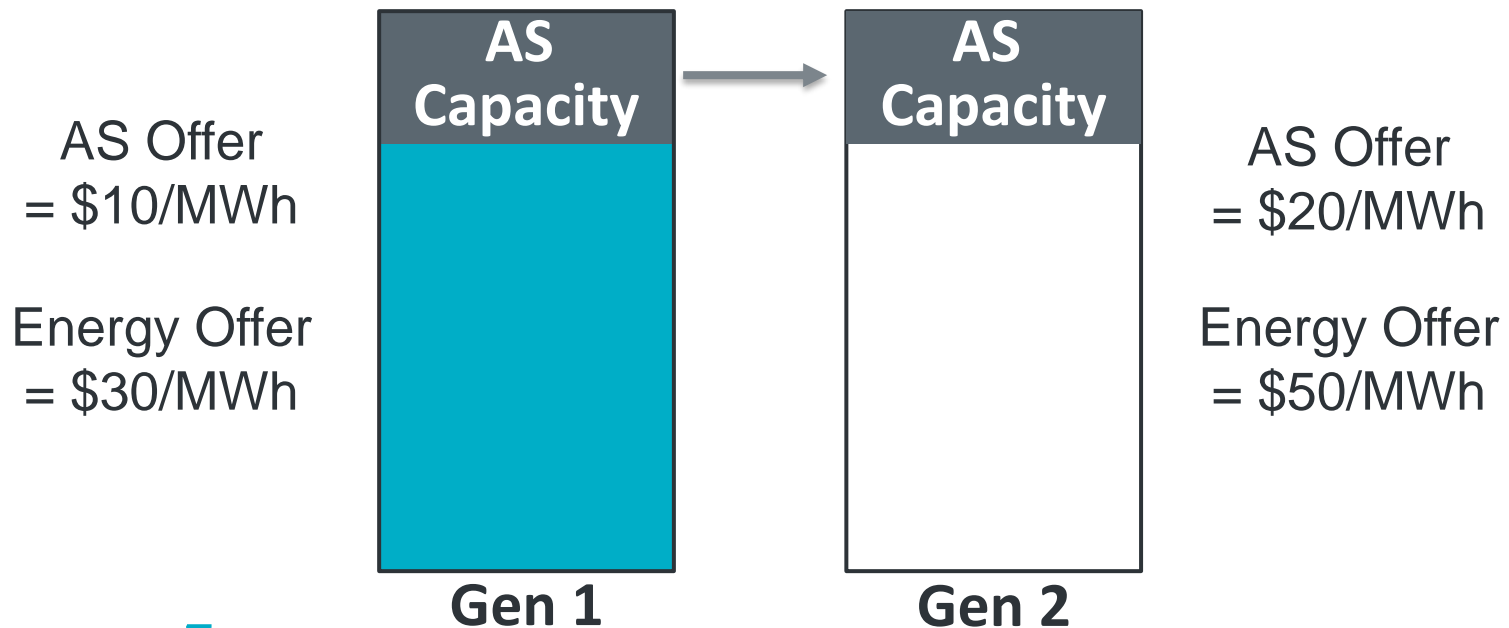 AS
Capacity
AS
Capacity
AS Offer
= $10/MWh
AS Offer
= $20/MWh
Energy Offer
= $30/MWh
Energy Offer
= $50/MWh
Gen 1
Gen 2